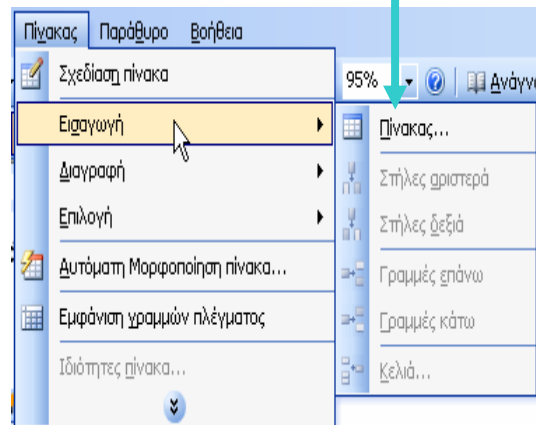 Πίνακας Παράθυρο Βοήθεια
Σχεδίαση πίνακα
95%
Εισαγωγή
Πίνακας...
Διαγραφή
Στήλες αριστερά
Επιλογή
Στήλες δεξιά
Αυτόματη Μορφοποίηση πίνακα...
Γραμμές επάνω
Εμφάνιση γραμμών πλέγματος
Γραμμές κάτω
Ιδιότητες πίνακα...
Κελιά...